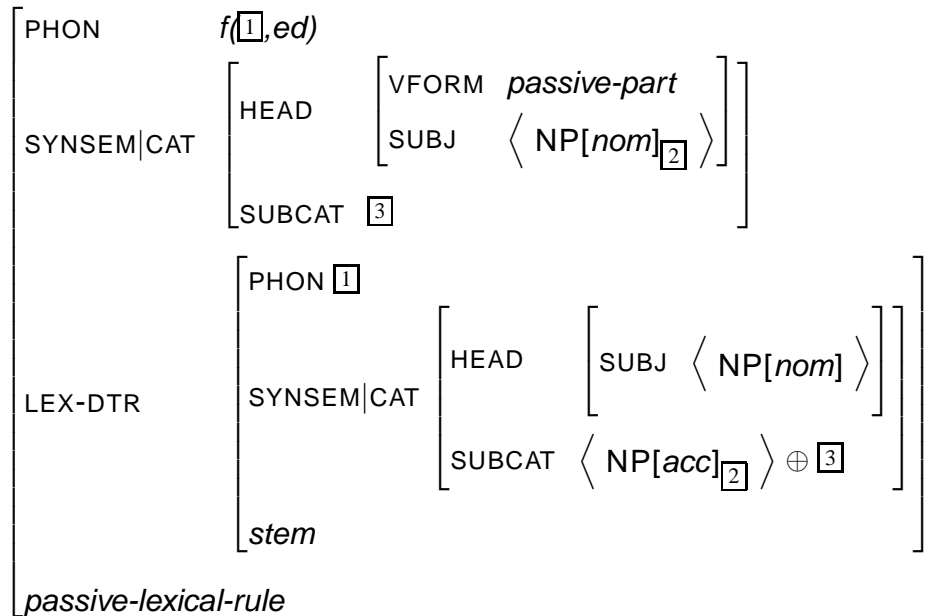 PHON f(1,ed)
SYNSEM|CAT
HEAD
VFORM passive-part
SUBJ ⟨ NP[nom]2 ⟩
SUBCAT 3
LEX-DTR
PHON 1
SYNSEM|CAT
HEAD
SUBJ ⟨ NP[nom] ⟩
SUBCAT ⟨ NP[acc]2 ⟩ ⊕ 3
stem
passive-lexical-rule